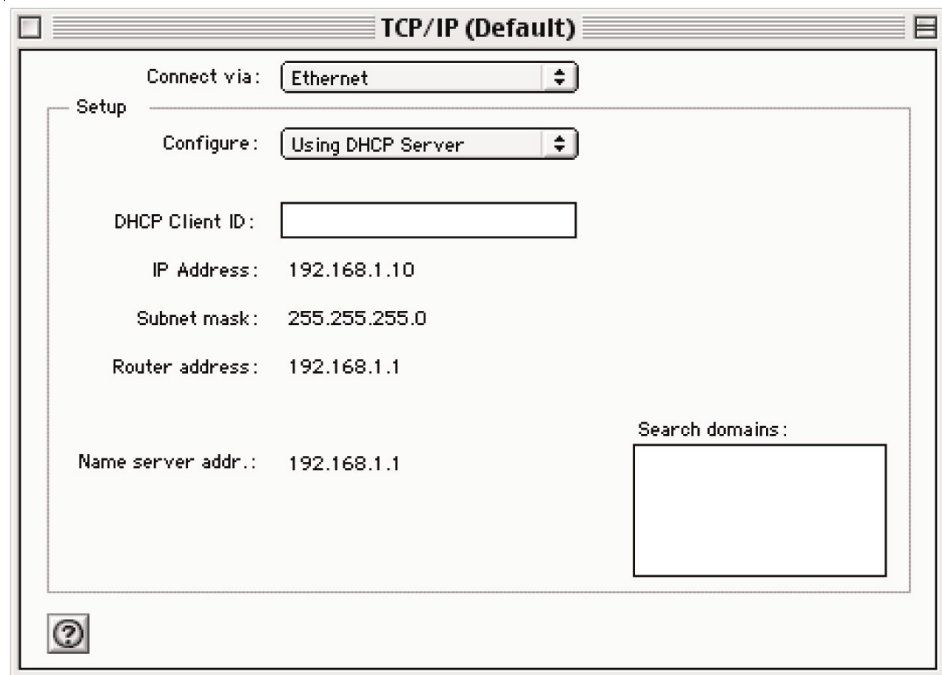 TCP/IP (Default)
Connect via: Ethernet
Setup
Configure: Using DHCP Server
DHCP Client ID:
IP Address: 192.168.1.10
Subnet mask: 255.255.255.0
Router address: 192.168.1.1
Search domains:
Name server addr.: 192.168.1.1
?